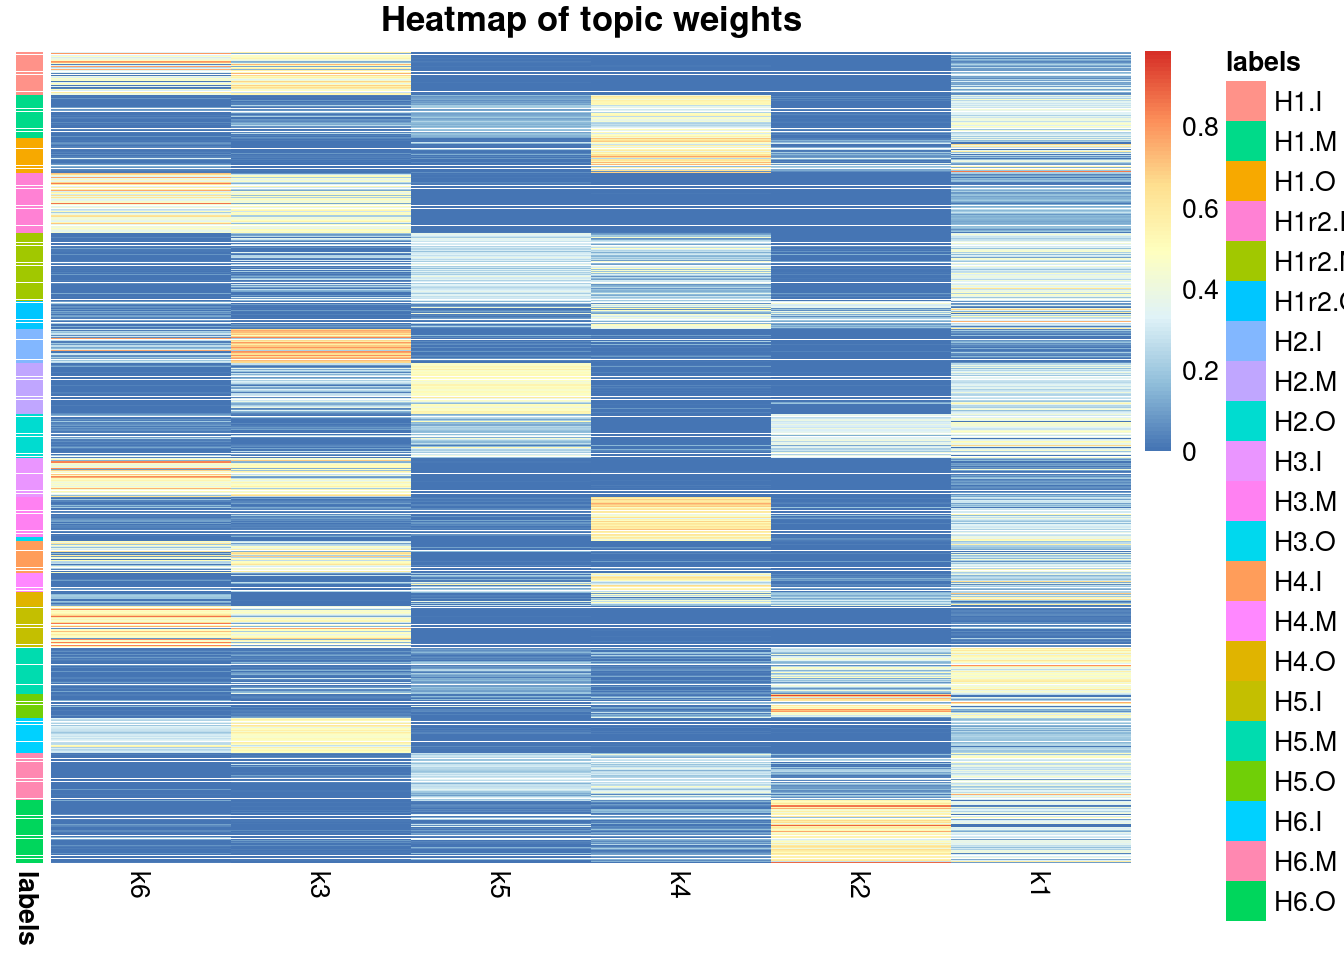 Heatmap of topic weights
labels
H1.I
H1.M
H1.O
H1r2.I
H1r2.M
H1r2.O
H2.I
H2.M
H2.O
H3.I
H3.M
H3.O
H4.I
H4.M
H4.O
H5.I
H5.M
H5.O
H6.I
H6.M
H6.O
0.8
0.6
0.4
0.2
0
labels
k6
k3
k5
k4
k2
k1